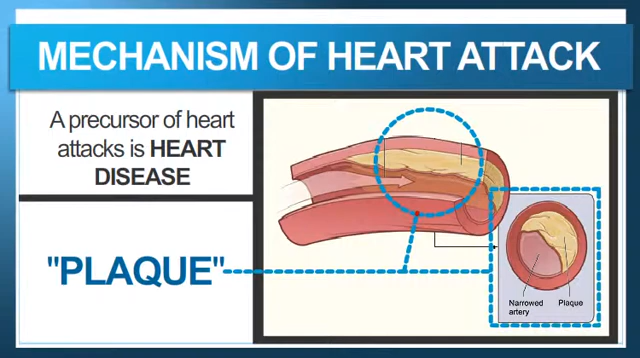 MECHANISM OF HEART ATTACK
A precursor of heart
attacks is HEART
DISEASE
"PLAQUE"
Narrowed
artery
Plaque